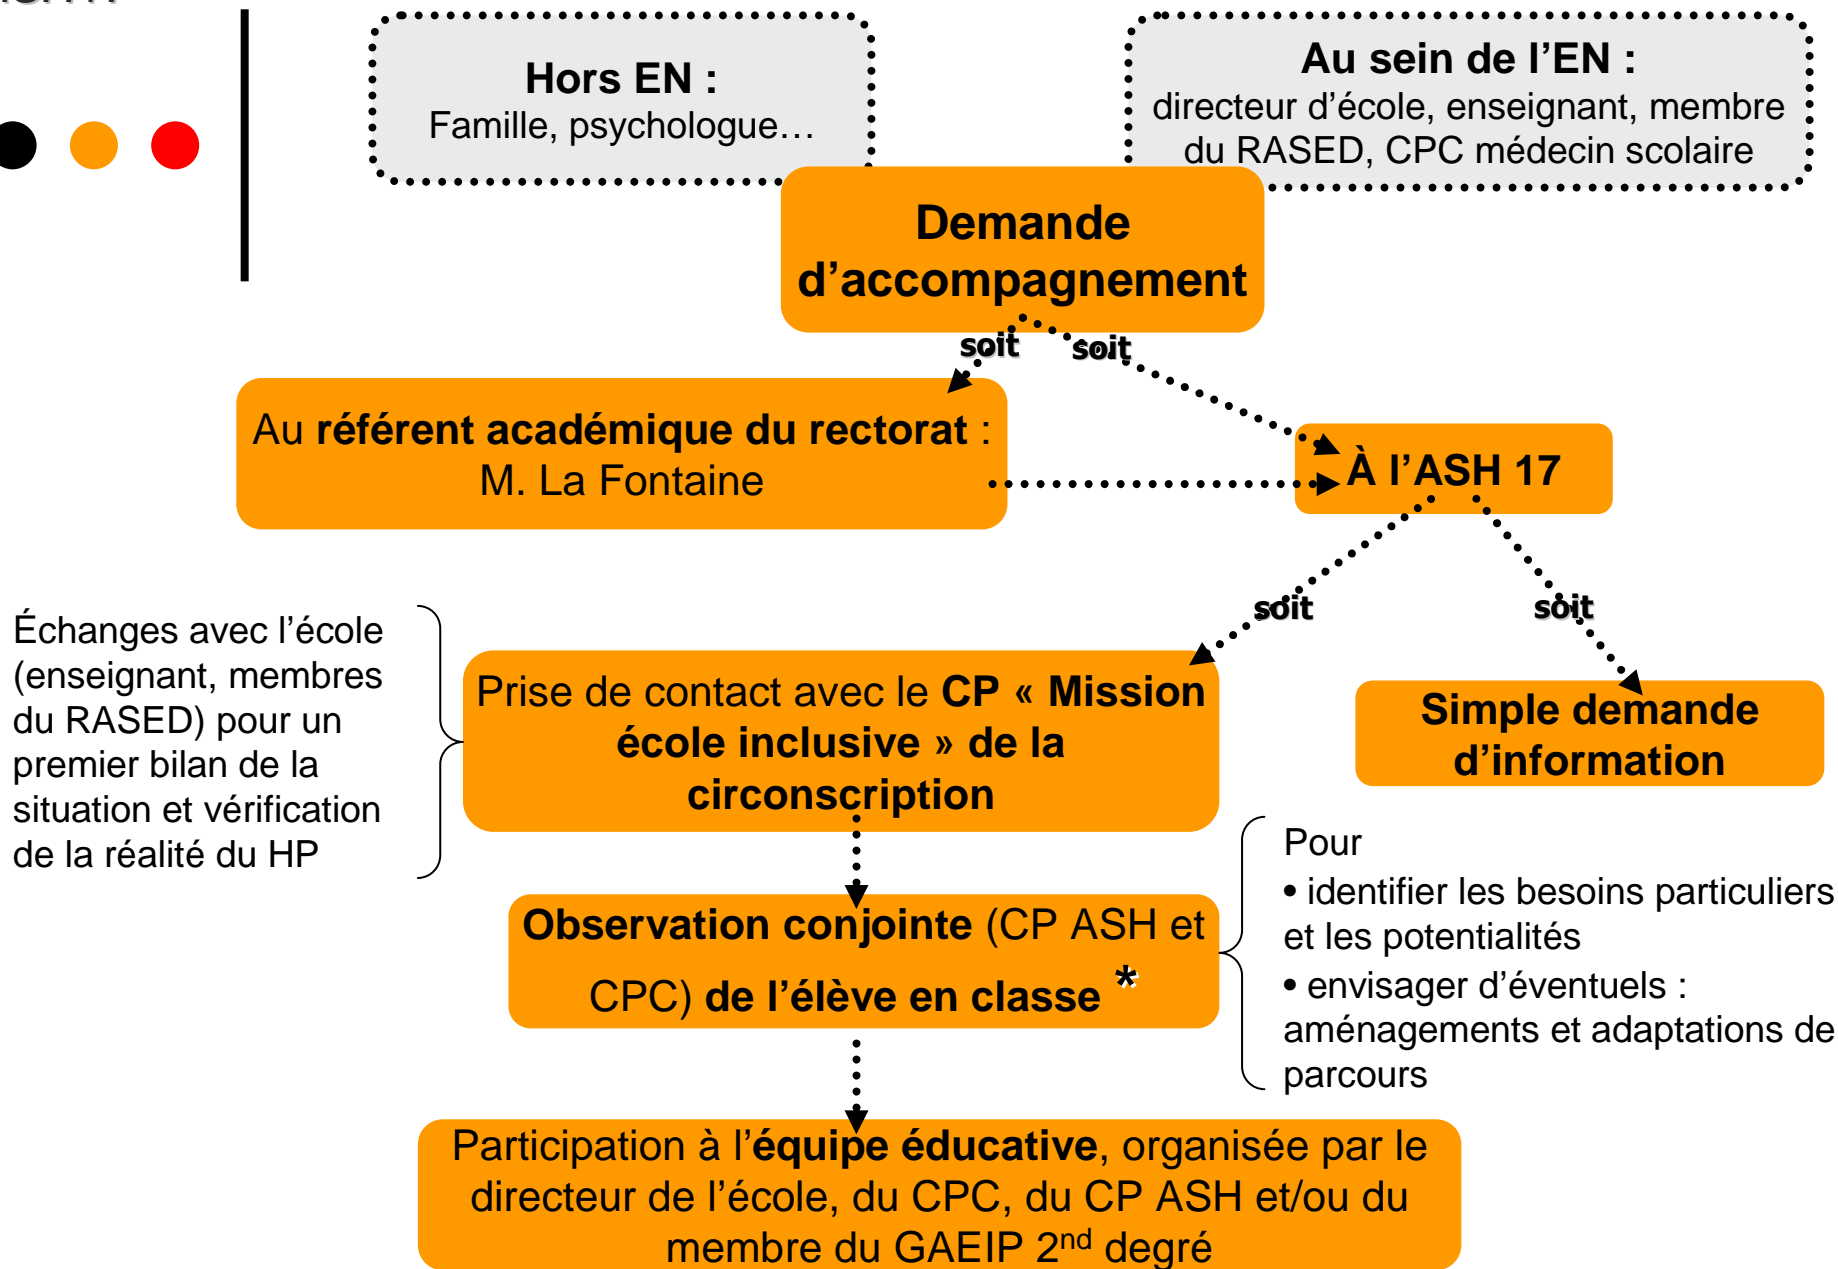 Hors EN :
Famille, psychologue…
Au sein de l’EN :
directeur d’école, enseignant, membre
du RASED, CPC médecin scolaire
Demande
d’accompagnement
soit
soit
Au référent académique du rectorat :
M. La Fontaine
À l’ASH 17
soit
soit
Échanges avec l’école
(enseignant, membres
du RASED) pour un
premier bilan de la
situation et vérification
de la réalité du HP
Prise de contact avec le CP « Mission
école inclusive » de la
circonscription
Simple demande
d’information
Observation conjointe (CP ASH et
CPC) de l’élève en classe *
Pour
• identifier les besoins particuliers
et les potentialités
• envisager d’éventuels :
aménagements et adaptations de
parcours
Participation à l’équipe éducative, organisée par le
directeur de l’école, du CPC, du CP ASH et/ou du
membre du GAEIP 2nd degré